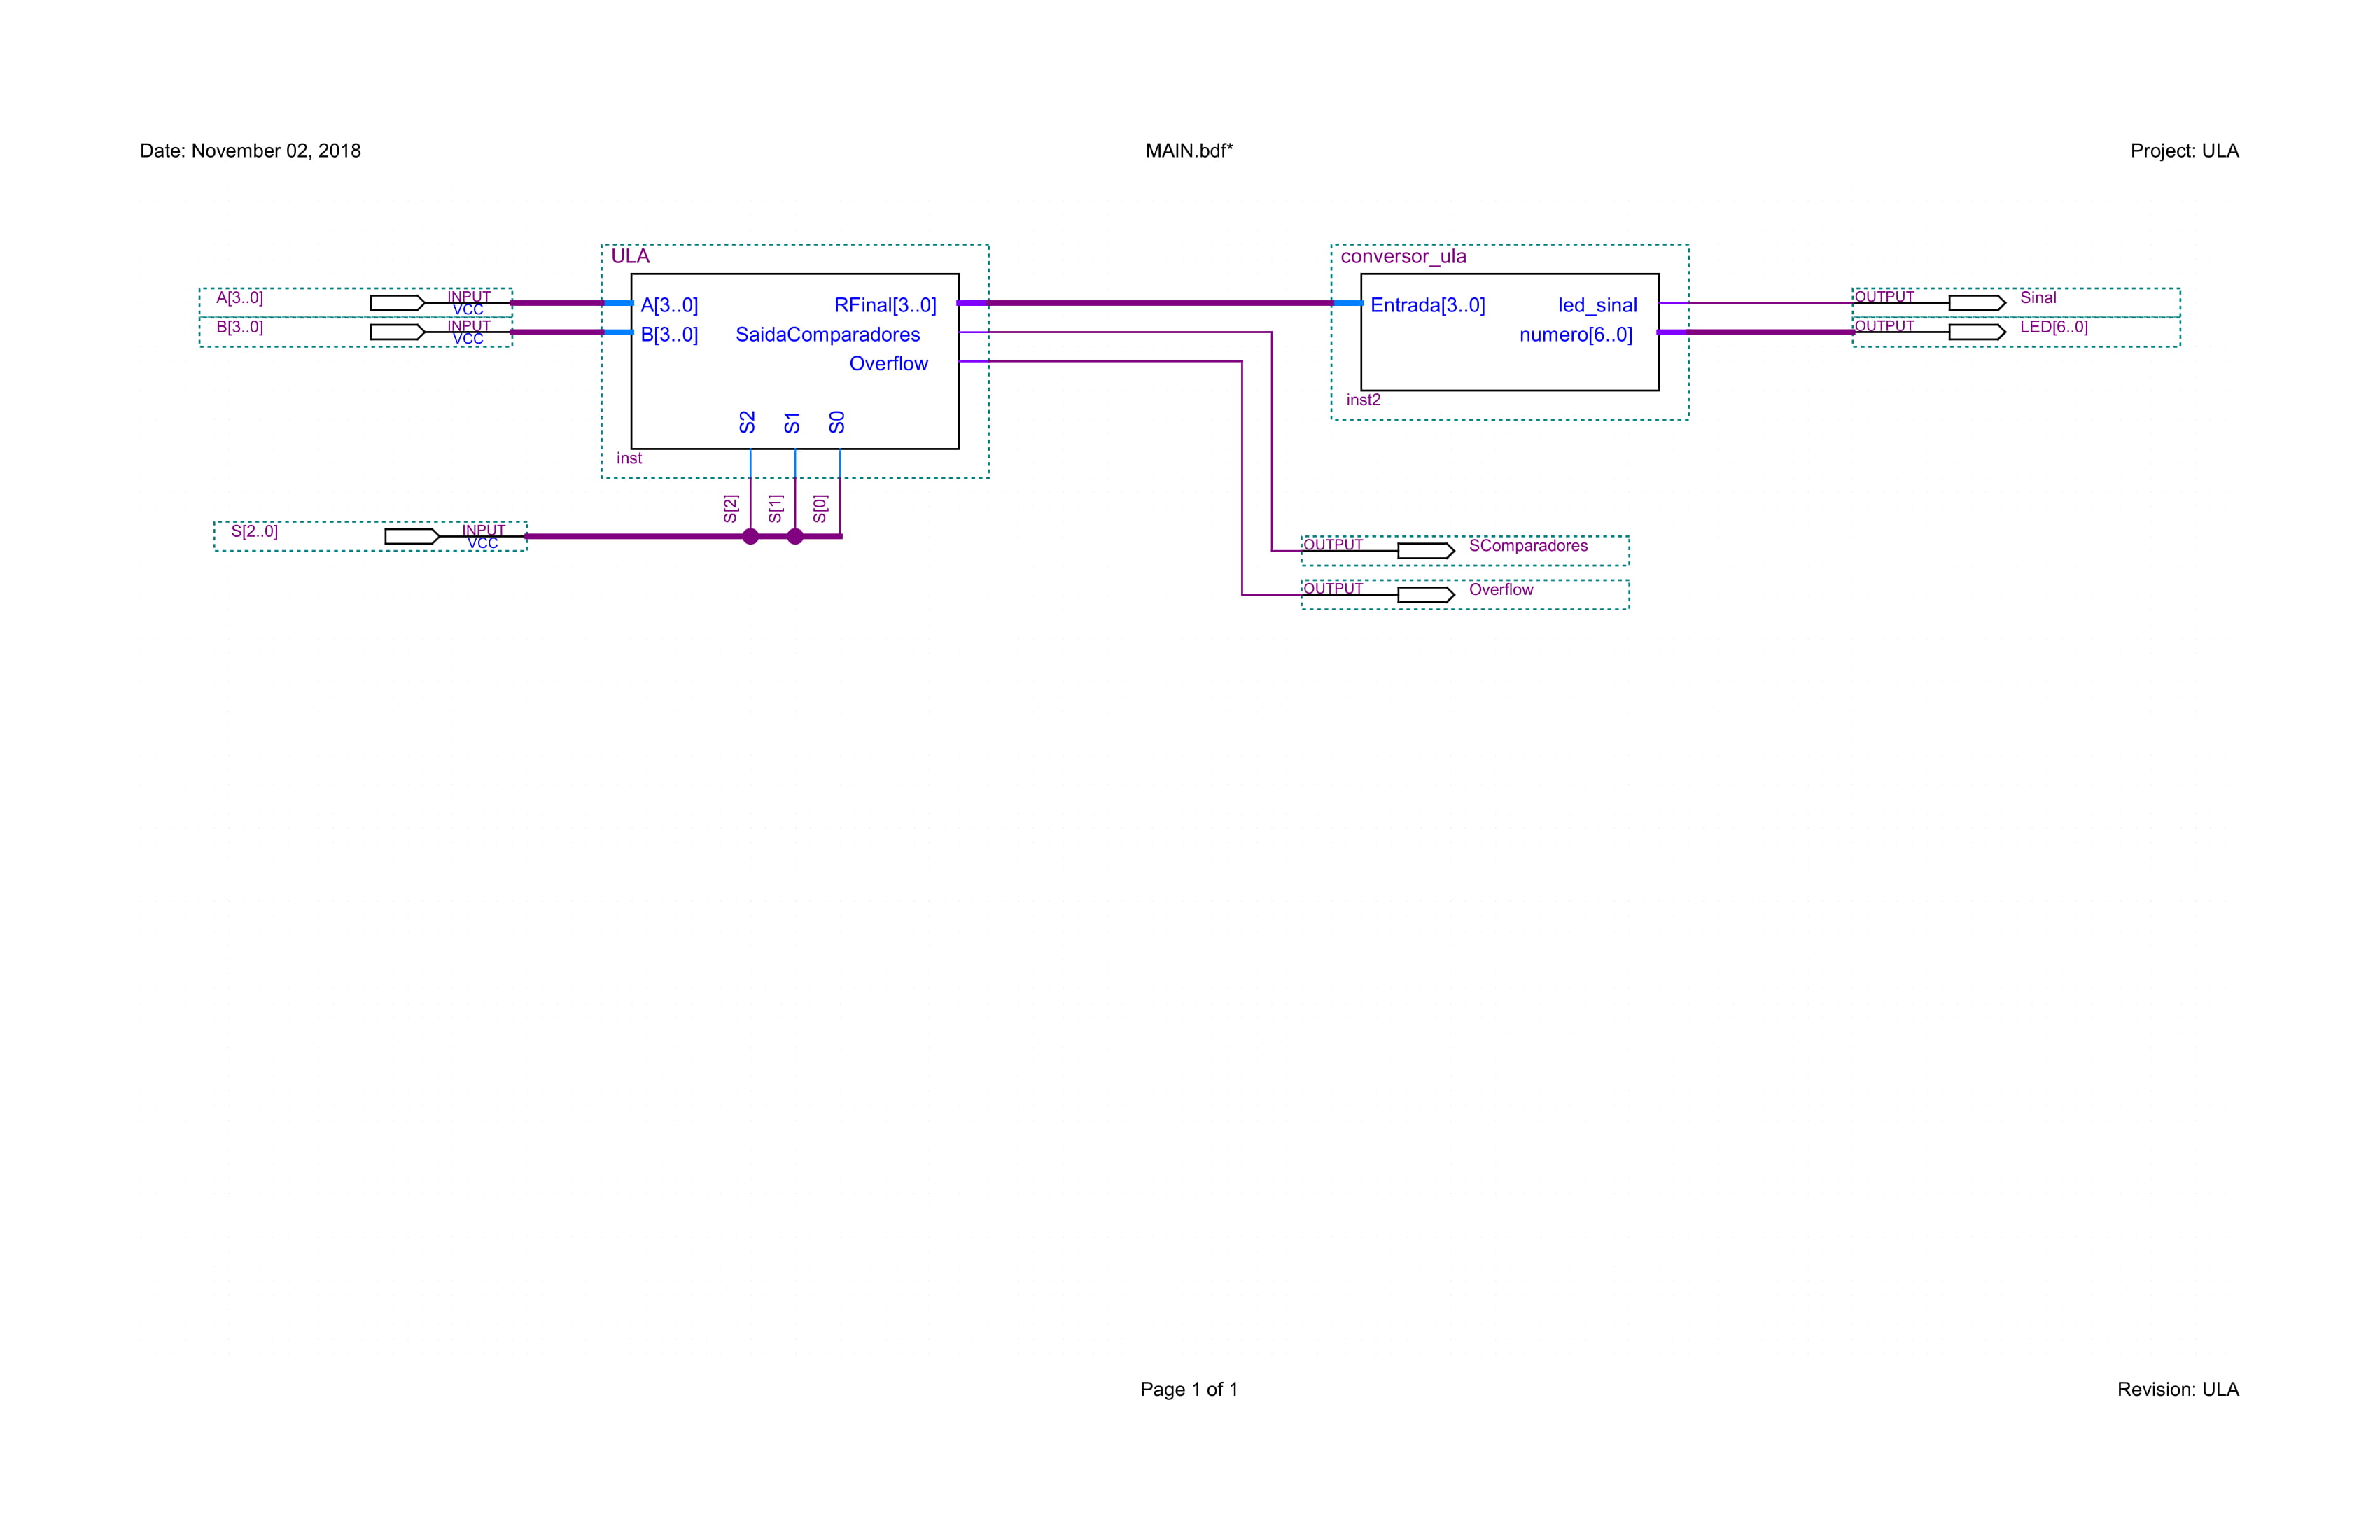 Date: November 02, 2018
MAIN.bdf*
Project: ULA
ULA
A[3..0]
B[3..0]
RFinal[3..0]
SaidaComparadores
Overflow
S2
S1
S0
inst
A[3..0]
INPUT
VCC
B[3..0]
INPUT
VCC
S[2..0]
INPUT
VCC
S[2]
S[1]
S[0]
conversor_ula
Entrada[3..0]
led_sinal
numero[6..0]
inst2
OUTPUT
Sinal
OUTPUT
LED[6..0]
OUTPUT
SComparadores
OUTPUT
Overflow
Page 1 of 1
Revision: ULA